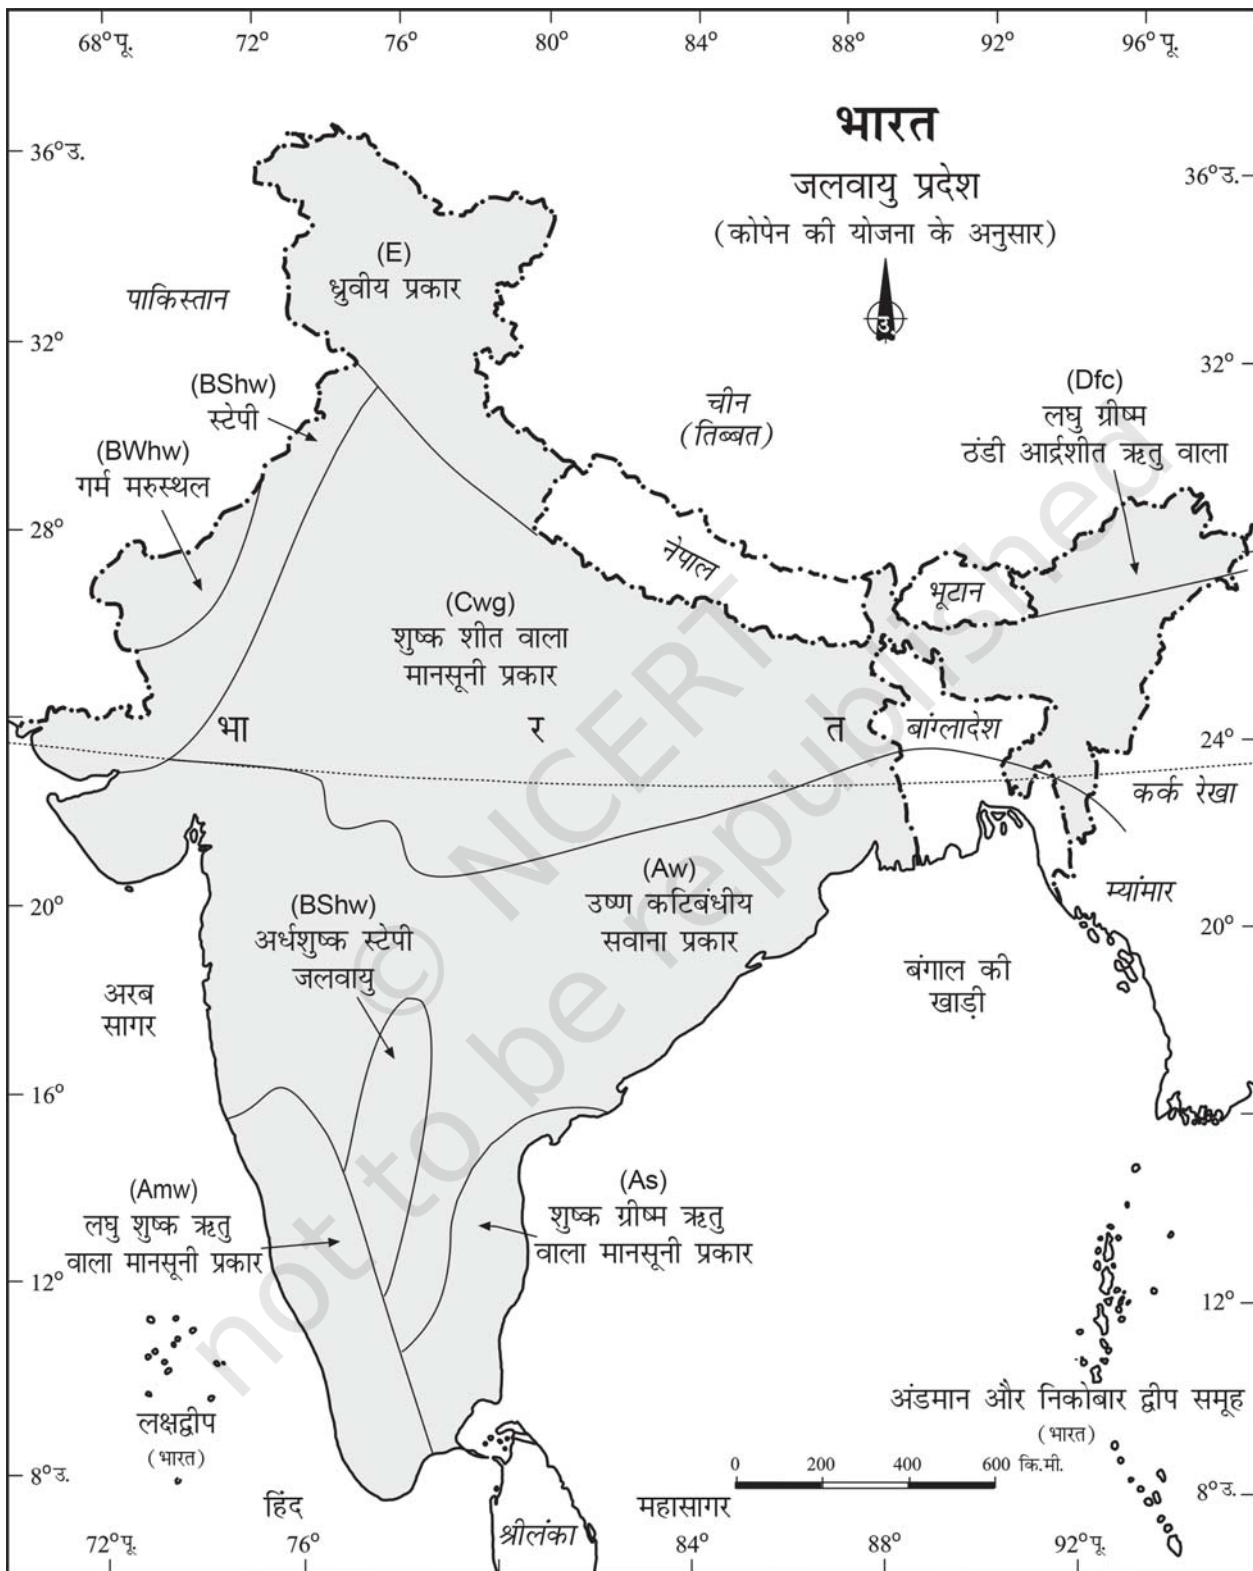 68° पू.
72°
76°
80°
84°
88°
92°
96° पू.
भारत
जलवायु प्रदेश
(कोपेन की योजना के अनुसार)
उ
36° उ.
36° उ.
(E)
ध्रुवीय प्रकार
पाकिस्तान
32°
32°
(BShw)
स्टेपी
(BWhw)
गर्म मरुस्थल
चीन
(तिब्बत)
(Dfc)
लघु ग्रीष्म
ठंडी आर्द्रशीत ऋतु वाला
28°
28°
नेपाल
भूटान
(Cwg)
शुष्क शीत वाला
मानसूनी प्रकार
भा र त
बांग्लादेश
24°
कर्क रेखा
म्यांमार
20°
20°
(BShw)
अर्धशुष्क स्टेपी
जलवायु
(Aw)
उष्ण कटिबंधीय
सवाना प्रकार
अरब
सागर
बंगाल की
खाड़ी
16°
(Amw)
लघु शुष्क ऋतु
वाला मानसूनी प्रकार
(As)
शुष्क ग्रीष्म ऋतु
वाला मानसूनी प्रकार
12°
12°
लक्षद्वीप
(भारत)
अंडमान और निकोबार द्वीप समूह
(भारत)
0 200 400 600 कि.मी.
8° उ.
8° उ.
हिंद
महासागर
श्रीलंका
72° पू.
76°
84°
88°
92° पू.
© NCERT
not to be republished